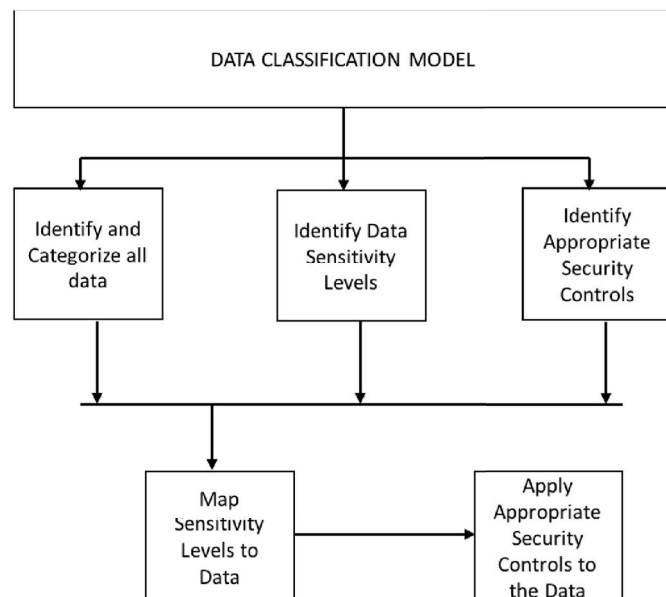 DATA CLASSIFICATION MODEL
Identify and
Categorize all
data
Identify Data
Sensitivity
Levels
Identify
Appropriate
Security
Controls
Map
Sensitivity
Levels to
Data
Apply
Appropriate
Security
Controls to
the Data